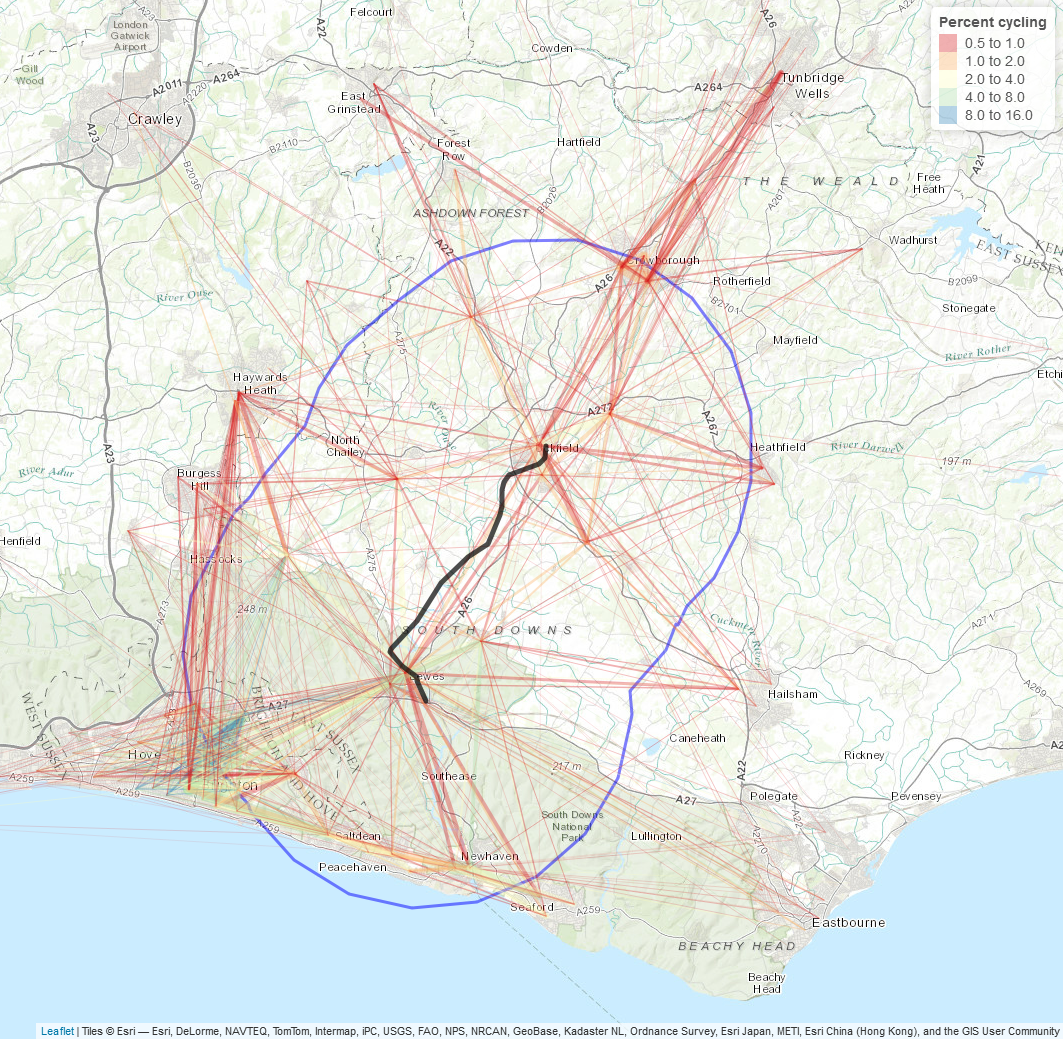 Felcourt
A22
A26
A23
London
Gatwick
Airport
Gill
Wood
Cowden
Percent cycling
0.5 to 1.0
1.0 to 2.0
2.0 to 4.0
4.0 to 8.0
8.0 to 16.0
A2011
A264
A2220
A264
Tunbridge
Wells
East
Grinstead
Crawley
A23
B2110
Forest
Row
Hartfield
A21
B2036
THE WEALD
Free
Heath
B2026
A267
ASHDOWN FOREST
Wadhurst
EAST SUSSEX
A22
Crowborough
A26
Rotherfield
B2099
River Ouse
B2101
Stonegate
A275
Mayfield
River Rother
Haywards
Heath
Etchi
A272
A267
North
Chailey
River Ouse
Heathfield
River Darwell
197 m
A23
River Adur
Burgess
Hill
Henfield
Hassocks
A275
248 m
A273
A26
SOUTH DOWNS
Cuckmere River
A271
Hailsham
A269
WEST SUSSEX
A27
A23
BRIGHTON AND HOVE
EAST SUSSEX
Hove
Caneheath
Rickney
A22
217 m
Southease
A259
A259
A27
Polegate
Pevensey
A22
South Downs
National
Park
Lullington
A259
Saltdean
A270
Newhaven
Peacehaven
Seaford
A259
Eastbourne
BEACHY HEAD
Beachy
Head
Leaflet | Tiles © Esri — Esri, DeLorme, NAVTEQ, TomTom, Intermap, iPC, USGS, FAO, NPS, NRCAN, GeoBase, Kadaster NL, Ordnance Survey, Esri Japan, METI, Esri China (Hong Kong), and the GIS User Community